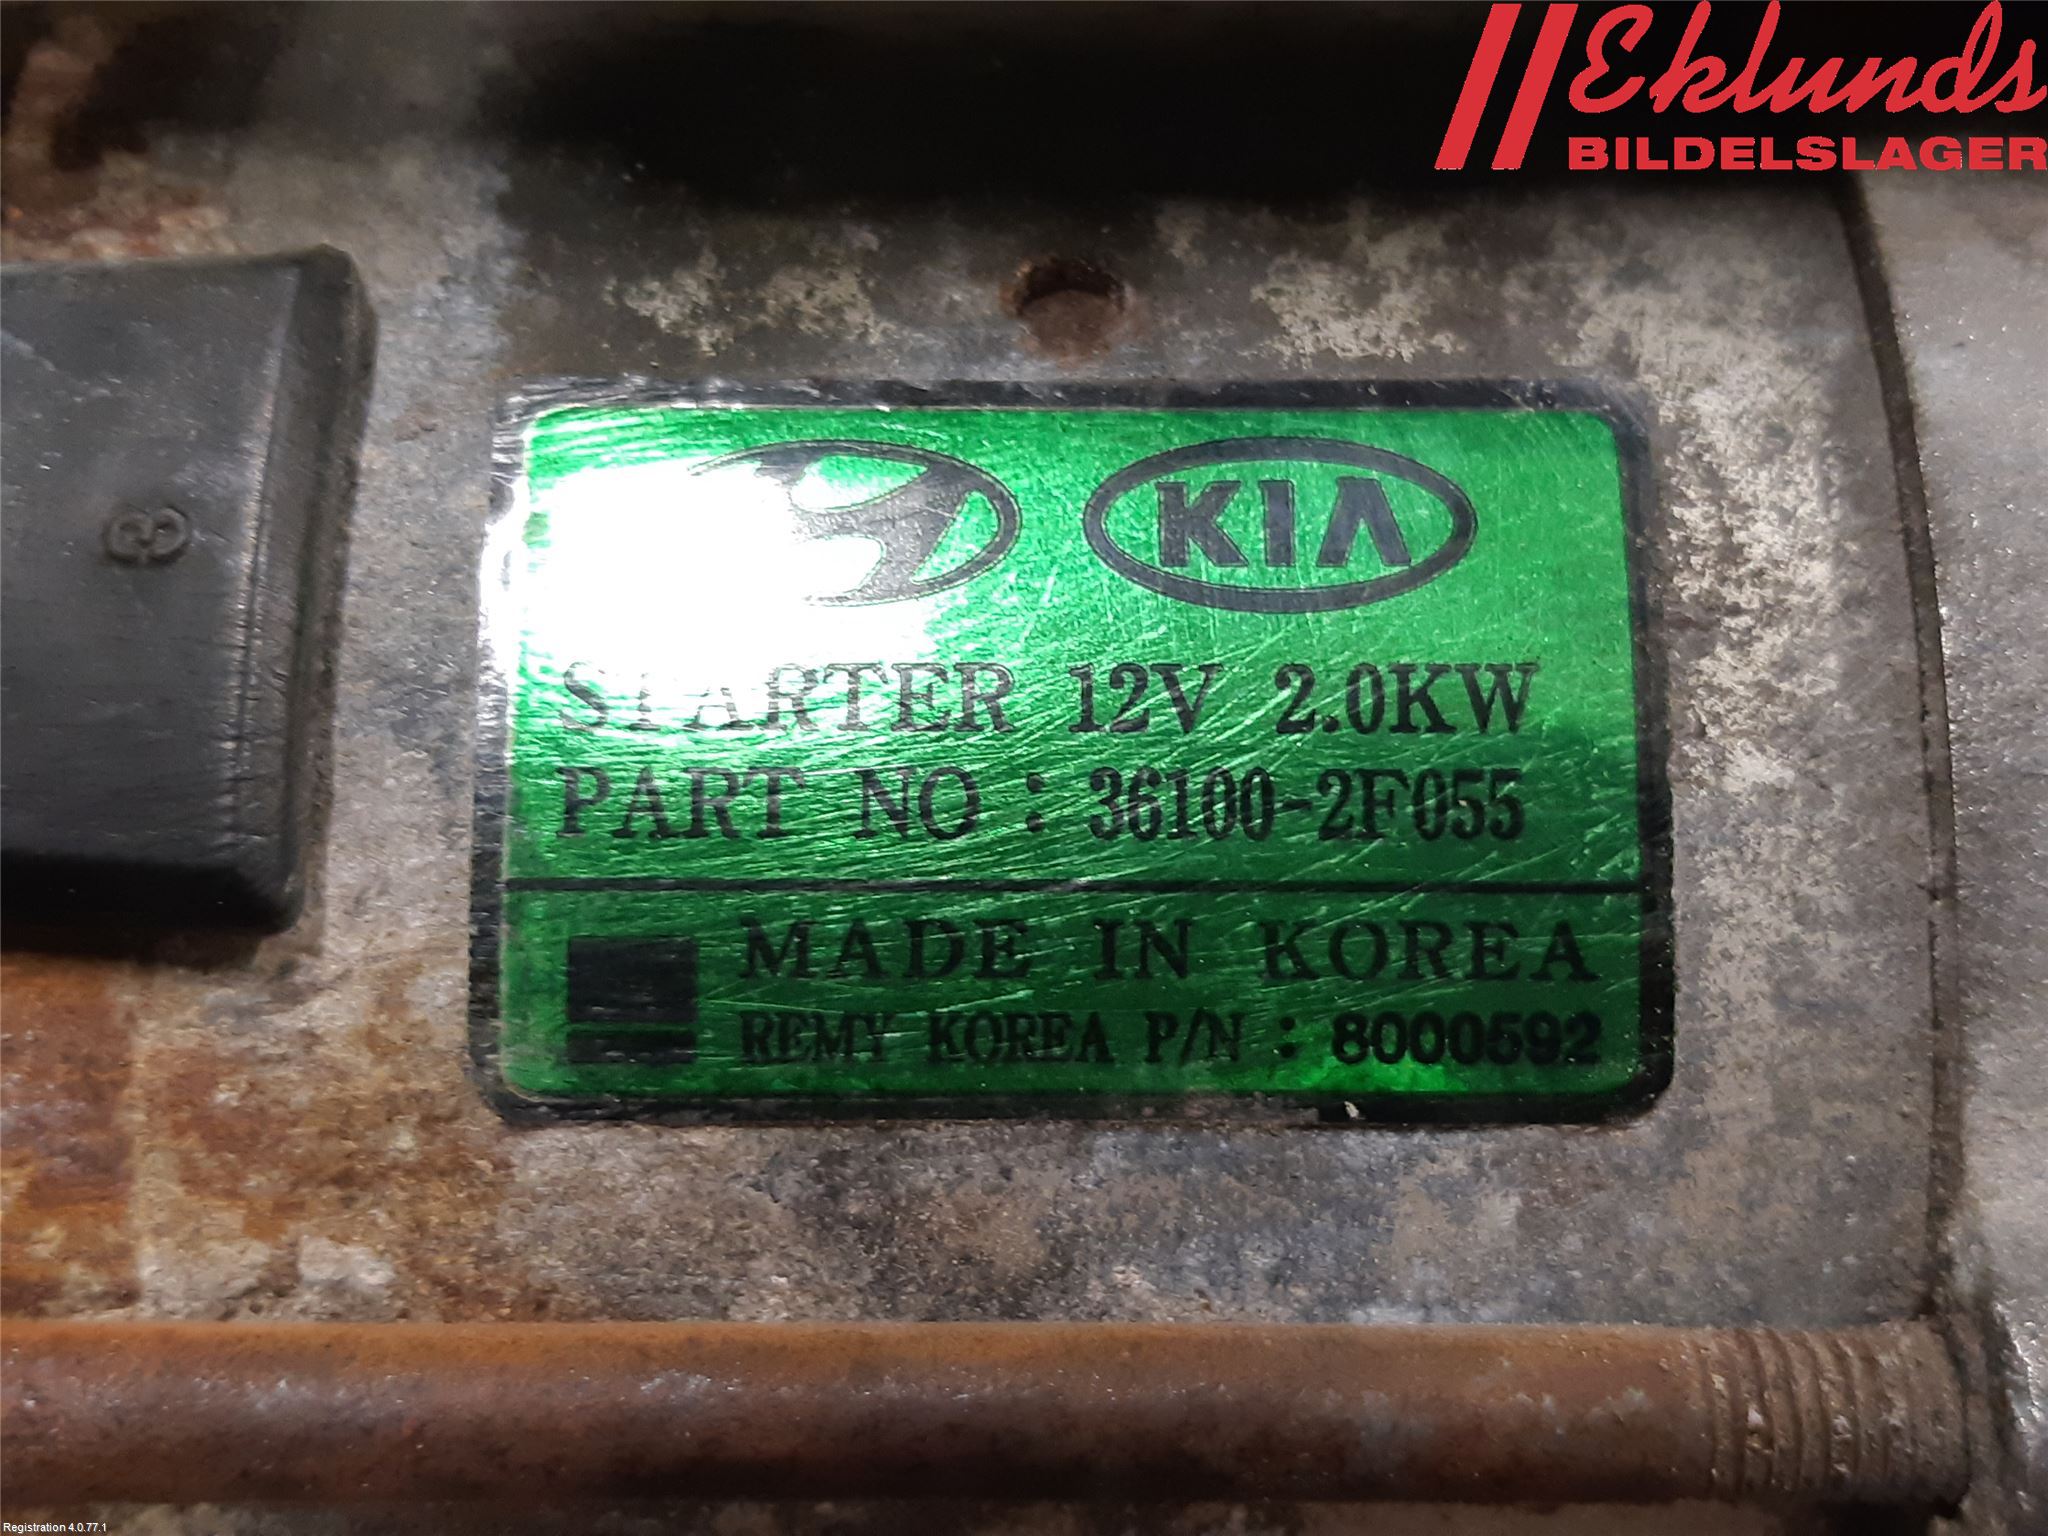 Eklunds
BILDELSLAGER
KIA
STARTER 12V 2.0KW
PART NO : 36100-2F055
MADE IN KOREA
REMY KOREA P/N : 8000592
3
Registration 4.0.77.1